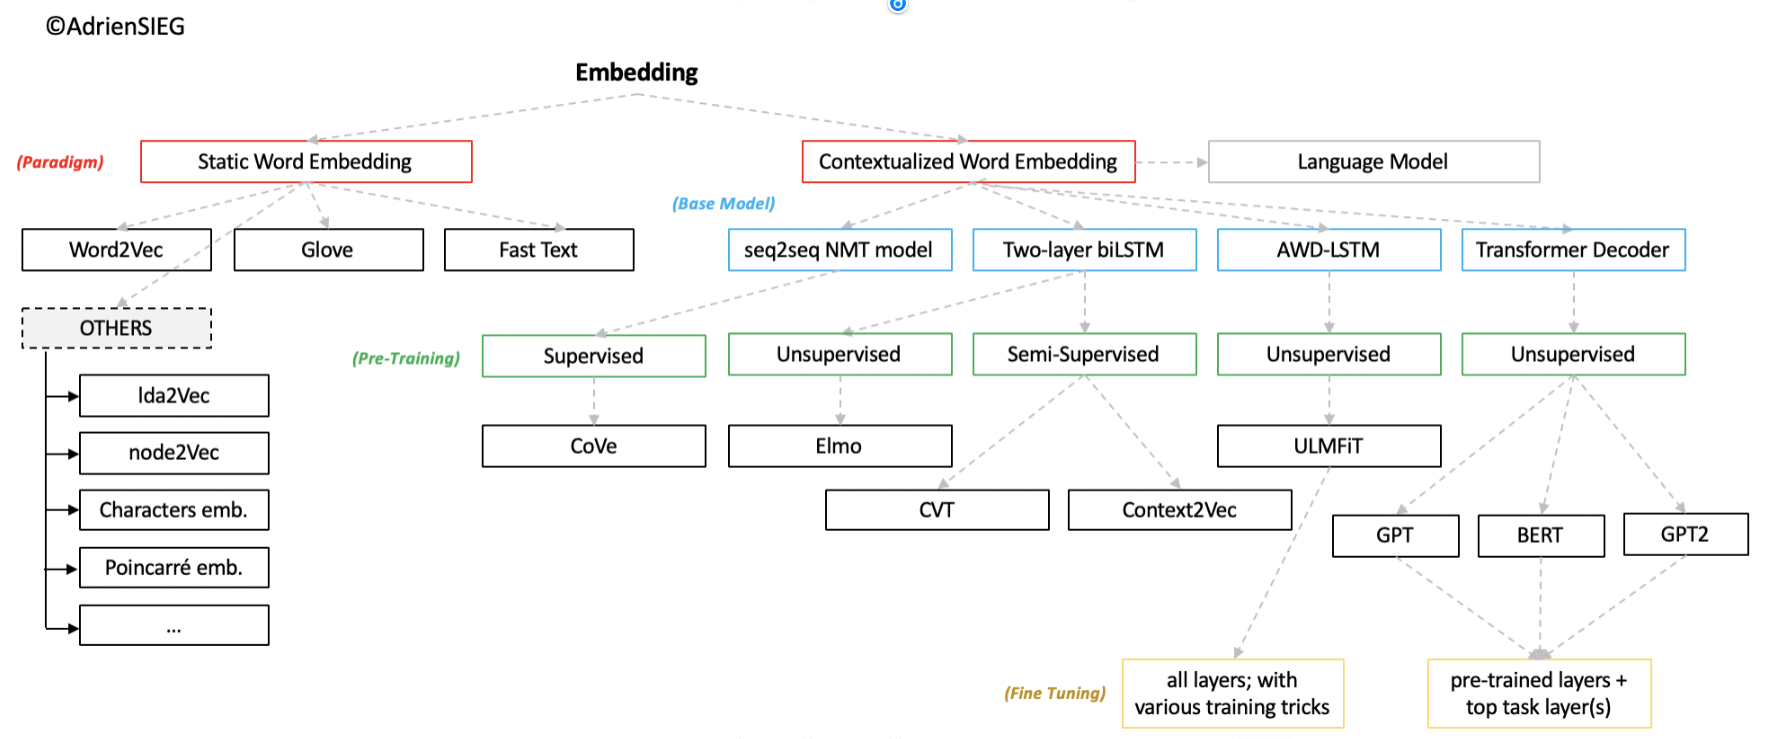 ©AdrienSIEG
Embedding
(Paradigm)
Static Word Embedding
Contextualized Word Embedding
Language Model
(Base Model)
Word2Vec
Glove
Fast Text
seq2seq NMT model
Two-layer biLSTM
AWD-LSTM
Transformer Decoder
OTHERS
(Pre-Training)
Supervised
Unsupervised
Semi-Supervised
Unsupervised
Unsupervised
lda2Vec
node2Vec
Characters emb.
Poincarré emb.
...
CoVe
Elmo
ULMFiT
CVT
Context2Vec
GPT
BERT
GPT2
(Fine Tuning)
all layers; with
various training tricks
pre-trained layers +
top task layer(s)